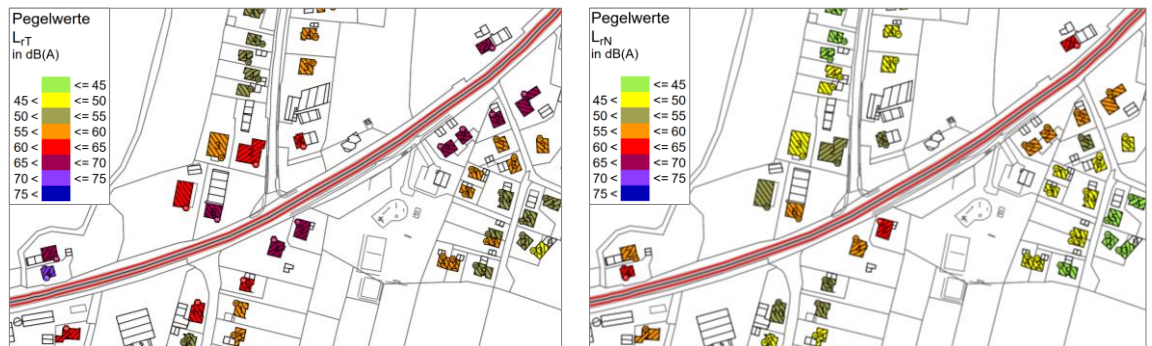 Pegelwerte
LrT
in dB(A)
<= 45
45 < <= 50
50 < <= 55
55 < <= 60
60 < <= 65
65 < <= 70
70 < <= 75
75 <
Pegelwerte
LrN
in dB(A)
<= 45
45 < <= 50
50 < <= 55
55 < <= 60
60 < <= 65
65 < <= 70
70 < <= 75
75 <